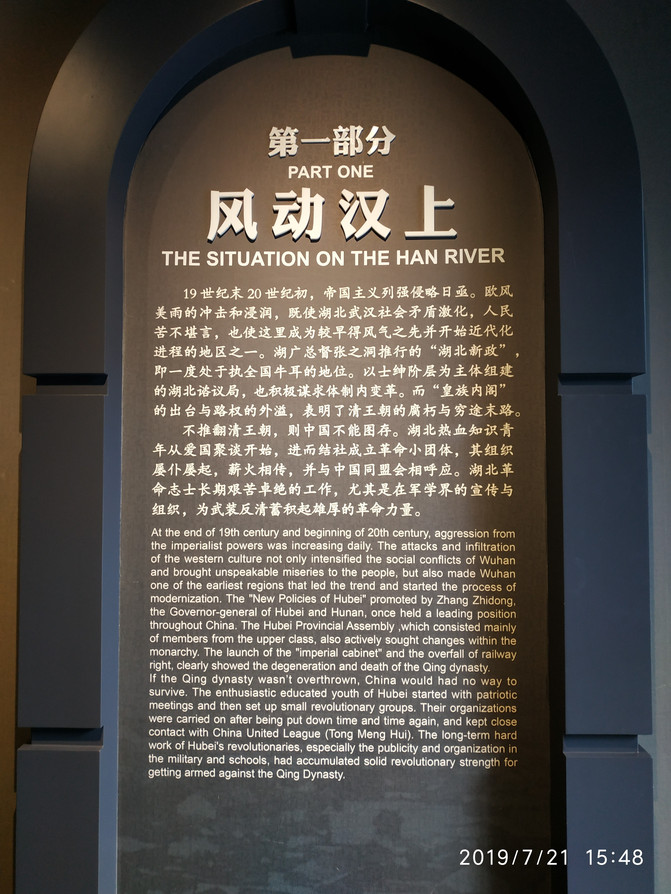 第一部分
PART ONE
风动汉上
THE SITUATION ON THE HAN RIVER
19世纪末20世纪初，帝国主义列强侵略日亟。欧风
美雨的冲击和浸润，既使湖北武汉社会矛盾激化，人民
苦不堪言，也使这里成为较早得风气之先并开始近代化
进程的地区之一。湖广总督张之洞推行的“湖北新政”，
即一度处于执全国牛耳的地位。以士绅阶层为主体组建
的湖北谘议局，也积极谋求体制内变革。而“皇族内阁”
的出台与路权的外溢，表明了清王朝的腐朽与穷途末路。
不推翻清王朝，则中国不能图存。湖北热血知识青
年从爱国聚谈开始，进而结社成立革命小团体，其组织
屡仆屡起，薪火相传，并与中国同盟会相呼应。湖北革
命志士长期艰苦卓绝的工作，尤其是在军学界的宣传与
组织，为武装反清蓄积起雄厚的革命力量。
At the end of 19th century and beginning of 20th century, aggression from
the imperialist powers was increasing daily. The attacks and infiltration
of the western culture not only intensified the social conflicts of Wuhan
and brought unspeakable miseries to the people, but also made Wuhan
one of the earliest regions that led the trend and started the process of
modernization. The "New Policies of Hubei" promoted by Zhang Zhidong,
the Governor-general of Hubei and Hunan, once held a leading position
throughout China. The Hubei Provincial Assembly ,which consisted mainly
of members from the upper class, also actively sought changes within the
monarchy. The launch of the "imperial cabinet" and the overfall of railway
right, clearly showed the degeneration and death of the Qing dynasty.
If the Qing dynasty wasn't overthrown, China would had no way to
survive. The enthusiastic educated youth of Hubei started with patriotic
meetings and then set up small revolutionary groups. Their organizations
were carried on after being put down time and time again, and kept close
contact with China United League (Tong Meng Hui). The long-term hard
work of Hubei's revolutionaries, especially the publicity and organization in
the military and schools, had accumulated solid revolutionary strength for
getting armed against the Qing Dynasty.
2019/7/21 15:48